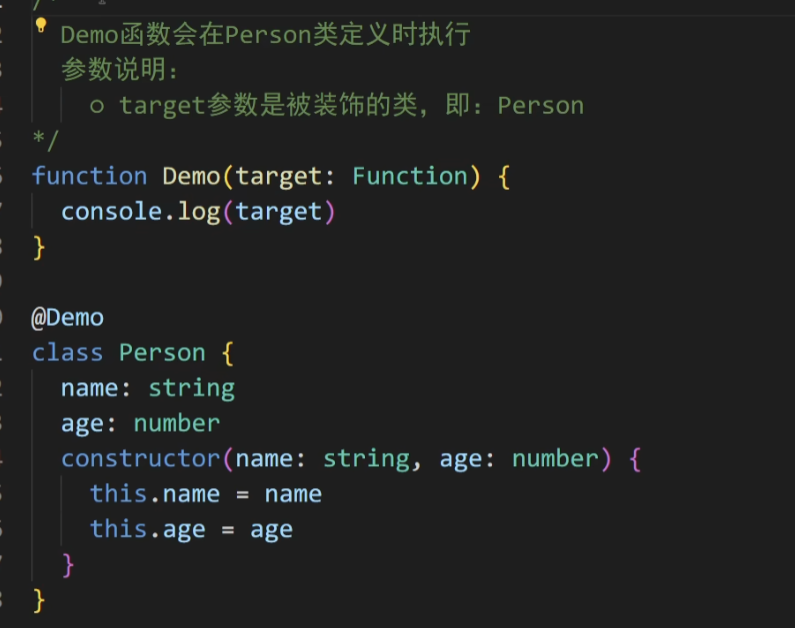 /*
Demo函数会在Person类定义时执行
参数说明:
○ target参数是被装饰的类, 即: Person
*/
function Demo(target: Function) {
console.log(target)
}
@Demo
class Person {
name: string
age: number
constructor(name: string, age: number) {
this.name = name
this.age = age
}
}